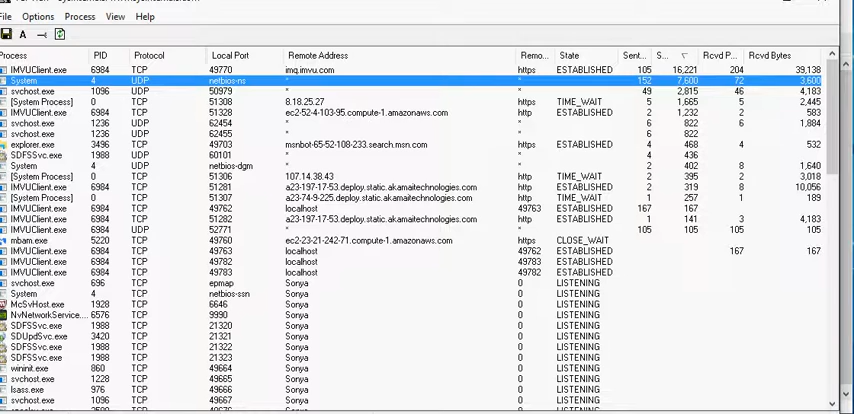 File Options Process View Help
A
Process PID Protocol Local Port Remote Address Remo... State Sent... S... Rcvd P... Rcvd Bytes
IMVUClient.exe 6984 TCP 49770 imq.imvu.com https ESTABLISHED 105 16,221 204 39,138
System 4 UDP netbios-ns * * 152 7,600 72 3,600
svchost.exe 1096 UDP 50979 * * 49 2,815 46 4,183
[System Process] 0 TCP 51308 8.18.25.27 http TIME_WAIT 5 1,665 5 2,445
IMVUClient.exe 6984 TCP 51328 ec2-52-4-103-95.compute-1.amazonaws.com http ESTABLISHED 2 1,232 2 583
svchost.exe 1236 UDP 62454 * * 6 822 6 1,884
svchost.exe 1236 UDP 62455 * * 6 822
explorer.exe 3496 TCP 49703 msnbot-65-52-108-233.search.msn.com https ESTABLISHED 4 468 4 532
SDFSSvc.exe 1988 UDP 60101 * * 4 436
System 4 UDP netbios-dgm * * 2 402 8 1,640
[System Process] 0 TCP 51306 107.14.38.43 http TIME_WAIT 2 395 2 3,018
IMVUClient.exe 6984 TCP 51281 a23-197-17-53.deploy.static.akamaitechnologies.com http ESTABLISHED 2 319 8 10,056
[System Process] 0 TCP 51307 a23-74-9-225.deploy.static.akamaitechnologies.com http TIME_WAIT 1 257 1 189
IMVUClient.exe 6984 TCP 49762 localhost 49763 ESTABLISHED 167 167
IMVUClient.exe 6984 TCP 51282 a23-197-17-53.deploy.static.akamaitechnologies.com http ESTABLISHED 1 141 3 4,183
IMVUClient.exe 6984 UDP 52771 * * 105 105 105 105
mbam.exe 5220 TCP 49760 ec2-23-21-242-71.compute-1.amazonaws.com https CLOSE_WAIT
IMVUClient.exe 6984 TCP 49763 localhost 49762 ESTABLISHED 167 167
IMVUClient.exe 6984 TCP 49782 localhost 49783 ESTABLISHED
IMVUClient.exe 6984 TCP 49783 localhost 49782 ESTABLISHED
svchost.exe 696 TCP epmap Sonya 0 LISTENING
System 4 TCP netbios-ssn Sonya 0 LISTENING
McSvHost.exe 1928 TCP 6646 Sonya 0 LISTENING
NvNetworkService.... 6576 TCP 9990 Sonya 0 LISTENING
SDFSSvc.exe 1988 TCP 21320 Sonya 0 LISTENING
SDUpdSvc.exe 3420 TCP 21321 Sonya 0 LISTENING
SDFSSvc.exe 1988 TCP 21322 Sonya 0 LISTENING
SDFSSvc.exe 1988 TCP 21323 Sonya 0 LISTENING
wininit.exe 860 TCP 49664 Sonya 0 LISTENING
svchost.exe 1228 TCP 49665 Sonya 0 LISTENING
lsass.exe 976 TCP 49666 Sonya 0 LISTENING
svchost.exe 1096 TCP 49667 Sonya 0 LISTENING